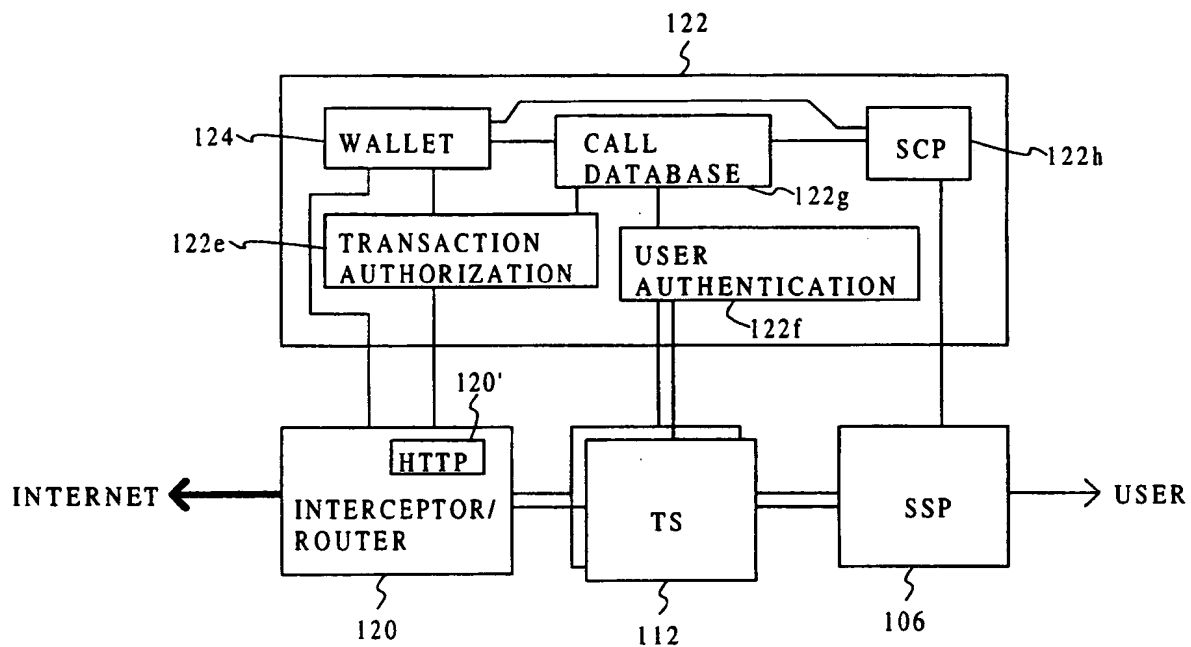 122
124
WALLET
CALL
DATABASE
SCP
122h
122g
122e
TRANSACTION
AUTHORIZATION
USER
AUTHENTICATION
122f
120'
HTTP
INTERNET
INTERCEPTOR/
ROUTER
TS
SSP
USER
120
112
106